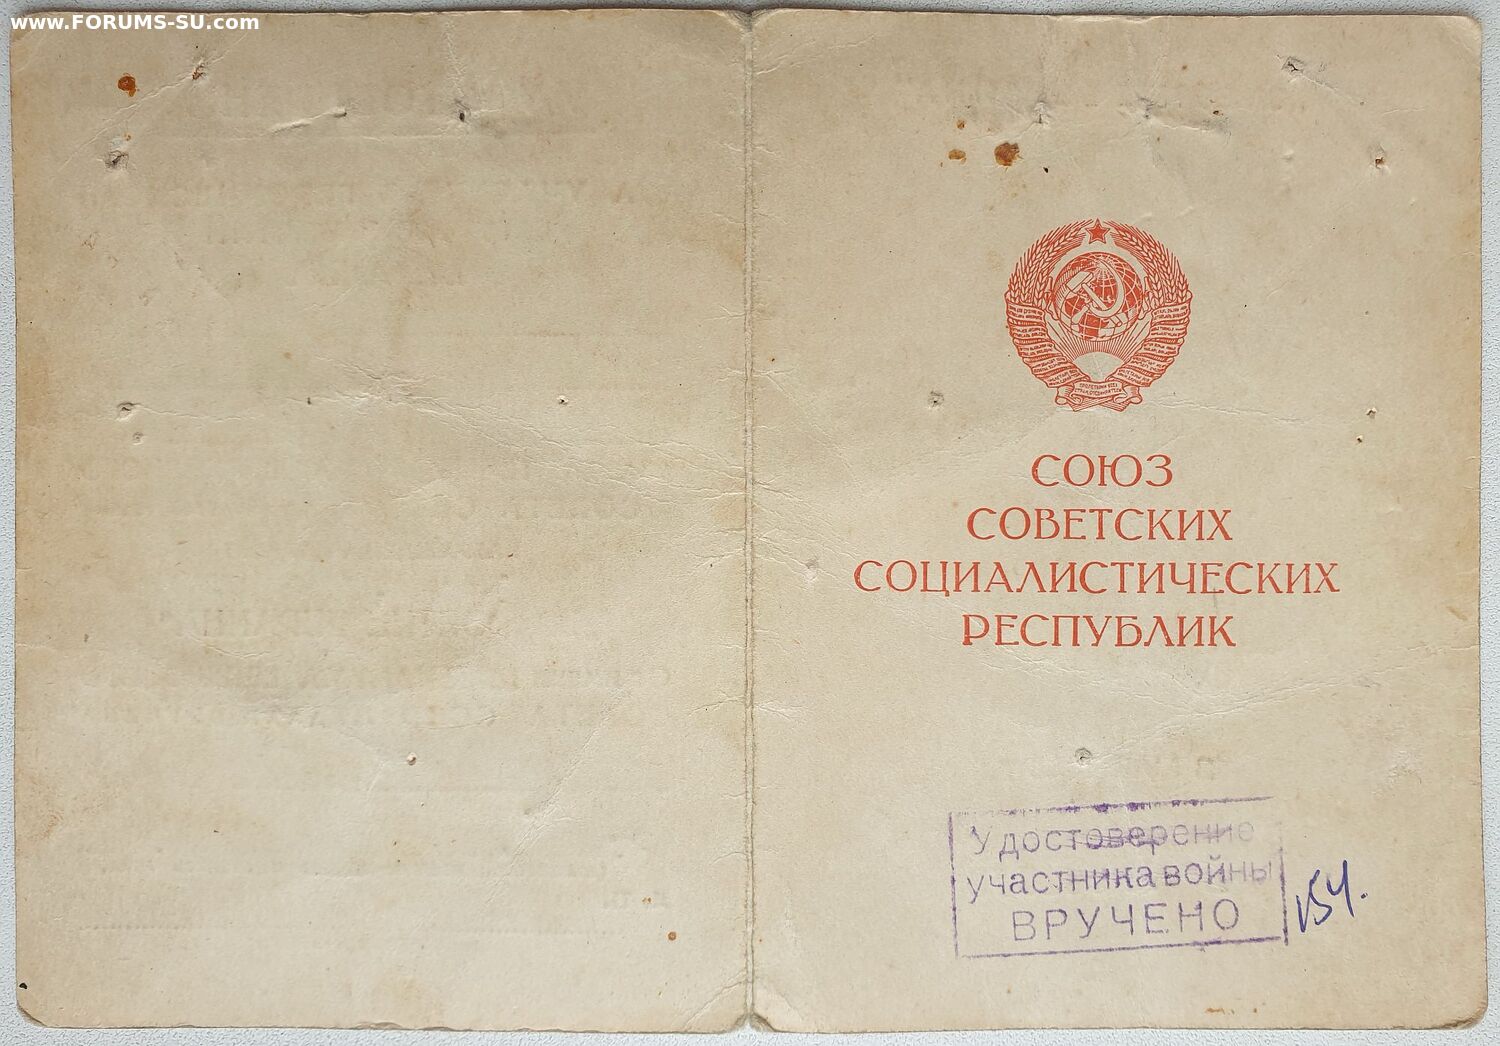 www.FORUMS-SU.com
СОЮЗ
СОВЕТСКИХ
СОЦИАЛИСТИЧЕСКИХ
РЕСПУБЛИК
Удостоверение
участника войны
ВРУЧЕНО
154.